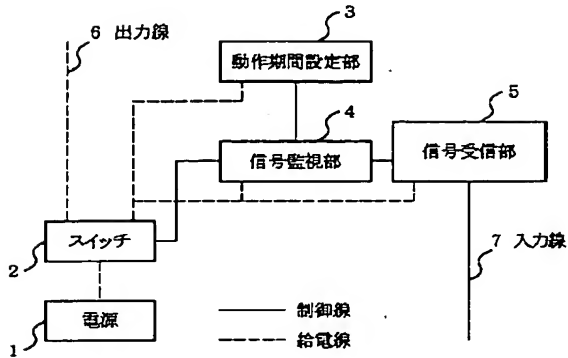 6 出力線
3
動作期間設定部
4
信号監視部
5
信号受信部
2
スイッチ
7 入力線
1
電源
制御線
給電線